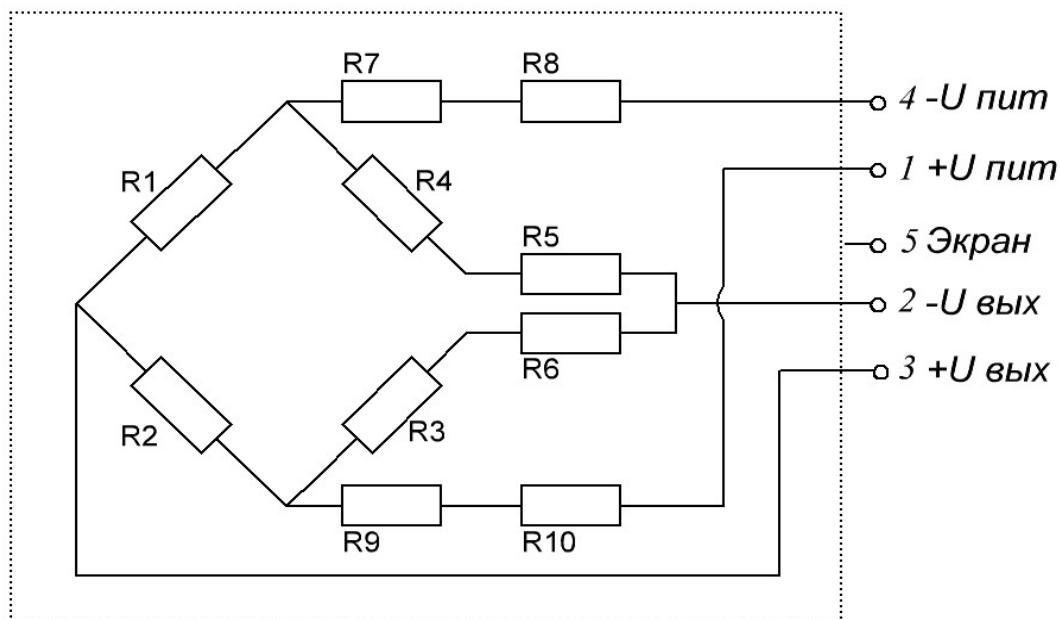 R7
R8
4 -U пит
R1
R4
1 +U пит
R5
5 Экран
2 -U вых
R6
3 +U вых
R2
R3
R9
R10